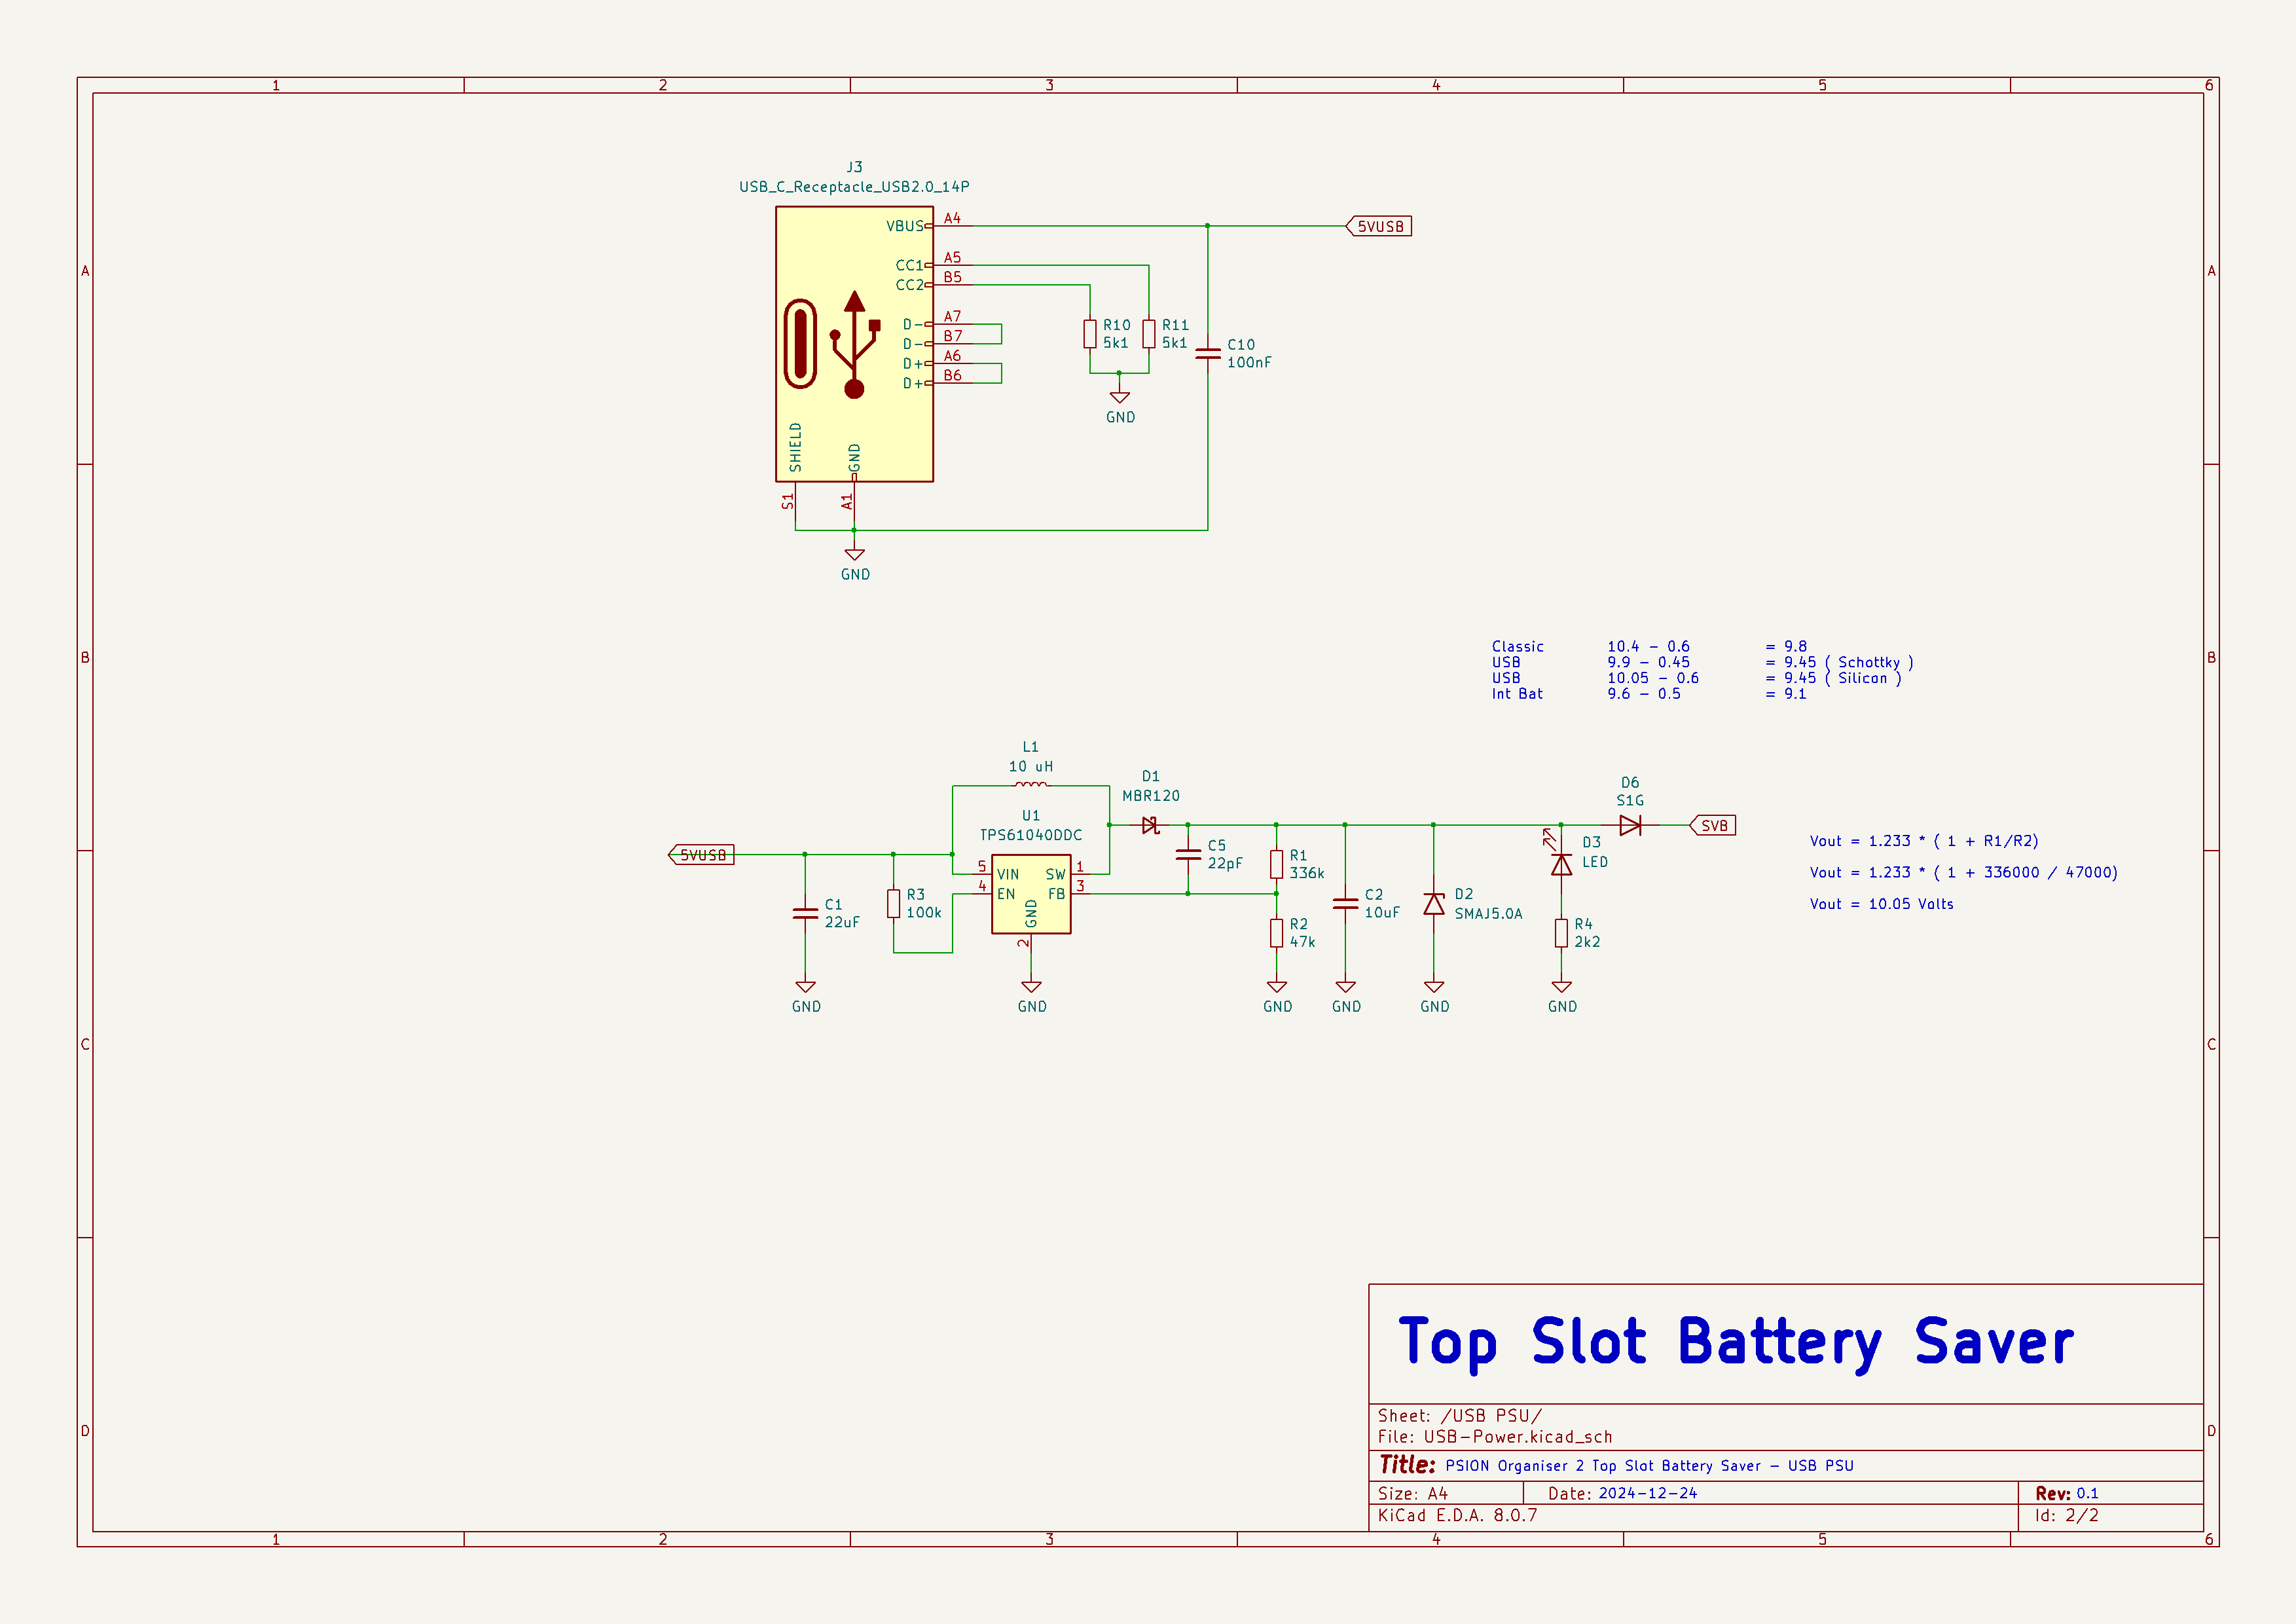 1 2 3 4 5 6
A A
J3
USB_C_Receptacle_USB2.0_14P
VBUS A4 5VUSB
CC1 A5
CC2 B5
D- A7
D- B7
D+ A6
D+ B6
R10
5k1
R11
5k1
C10
100nF
GND
SHIELD GND
S1 A1
GND
B B
Classic 10.4 - 0.6 = 9.8
USB 9.9 - 0.45 = 9.45 ( Schottky )
USB 10.05 - 0.6 = 9.45 ( Silicon )
Int Bat 9.6 - 0.5 = 9.1
L1
10 uH
D1
MBR120
D6
S1G
U1
TPS61040DDC
5VUSB
SVB
5 VIN SW 1
4 EN FB 3
GND
2
C5
22pF
R1
336k
D3
LED
C1
22uF
R3
100k
C2
10uF
D2
SMAJ5.0A
R2
47k
R4
2k2
GND GND GND GND GND GND
Vout = 1.233 * ( 1 + R1/R2)
Vout = 1.233 * ( 1 + 336000 / 47000)
Vout = 10.05 Volts
C C
Top Slot Battery Saver
Sheet: /USB PSU/
File: USB-Power.kicad_sch
Title: PSION Organiser 2 Top Slot Battery Saver - USB PSU
Size: A4 Date: 2024-12-24 Rev: 0.1
KiCad E.D.A. 8.0.7 Id: 2/2
D D
1 2 3 4 5 6